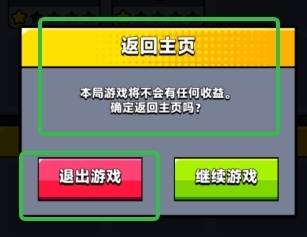 返回主页
本局游戏将不会有任何收益。
确定返回主页吗？
退出游戏 继续游戏